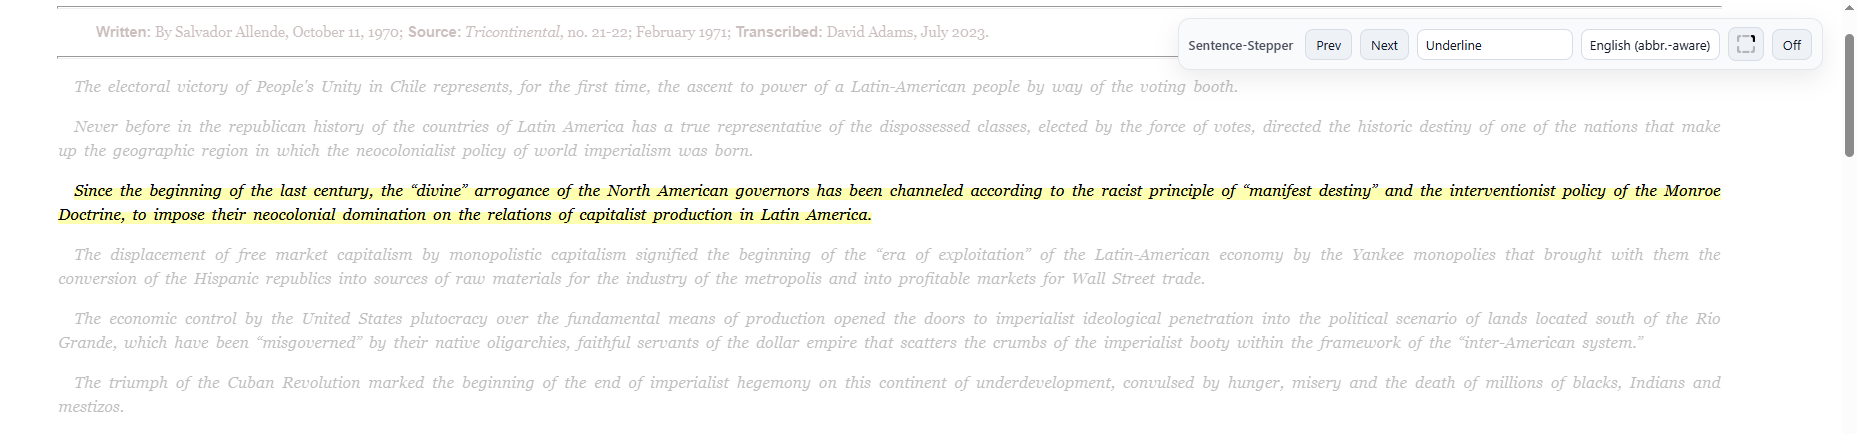 Written: By Salvador Allende, October 11, 1970; Source: Tricontinental, no. 21-22; February 1971; Transcribed: David Adams, July 2023.
Sentence-Stepper Prev Next Underline English (abbr.-aware) Off
The electoral victory of People's Unity in Chile represents, for the first time, the ascent to power of a Latin-American people by way of the voting booth.
Never before in the republican history of the countries of Latin America has a true representative of the dispossessed classes, elected by the force of votes, directed the historic destiny of one of the nations that make
up the geographic region in which the neocolonialist policy of world imperialism was born.
Since the beginning of the last century, the “divine” arrogance of the North American governors has been channeled according to the racist principle of “manifest destiny” and the interventionist policy of the Monroe
Doctrine, to impose their neocolonial domination on the relations of capitalist production in Latin America.
The displacement of free market capitalism by monopolistic capitalism signified the beginning of the “era of exploitation” of the Latin-American economy by the Yankee monopolies that brought with them the
conversion of the Hispanic republics into sources of raw materials for the industry of the metropolis and into profitable markets for Wall Street trade.
The economic control by the United States plutocracy over the fundamental means of production opened the doors to imperialist ideological penetration into the political scenario of lands located south of the Rio
Grande, which have been “misgoverned” by their native oligarchies, faithful servants of the dollar empire that scatters the crumbs of the imperialist booty within the framework of the “inter-American system.”
The triumph of the Cuban Revolution marked the beginning of the end of imperialist hegemony on this continent of underdevelopment, convulsed by hunger, misery and the death of millions of blacks, Indians and
mestizos.